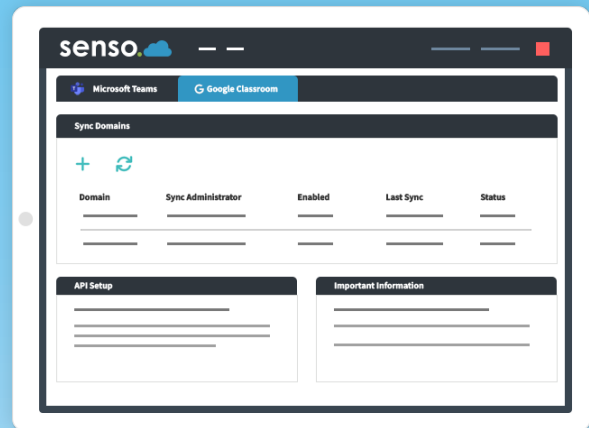 senso.
Microsoft Teams
G Google Classroom
Sync Domains
Domain Sync Administrator Enabled Last Sync Status
API Setup
Important Information